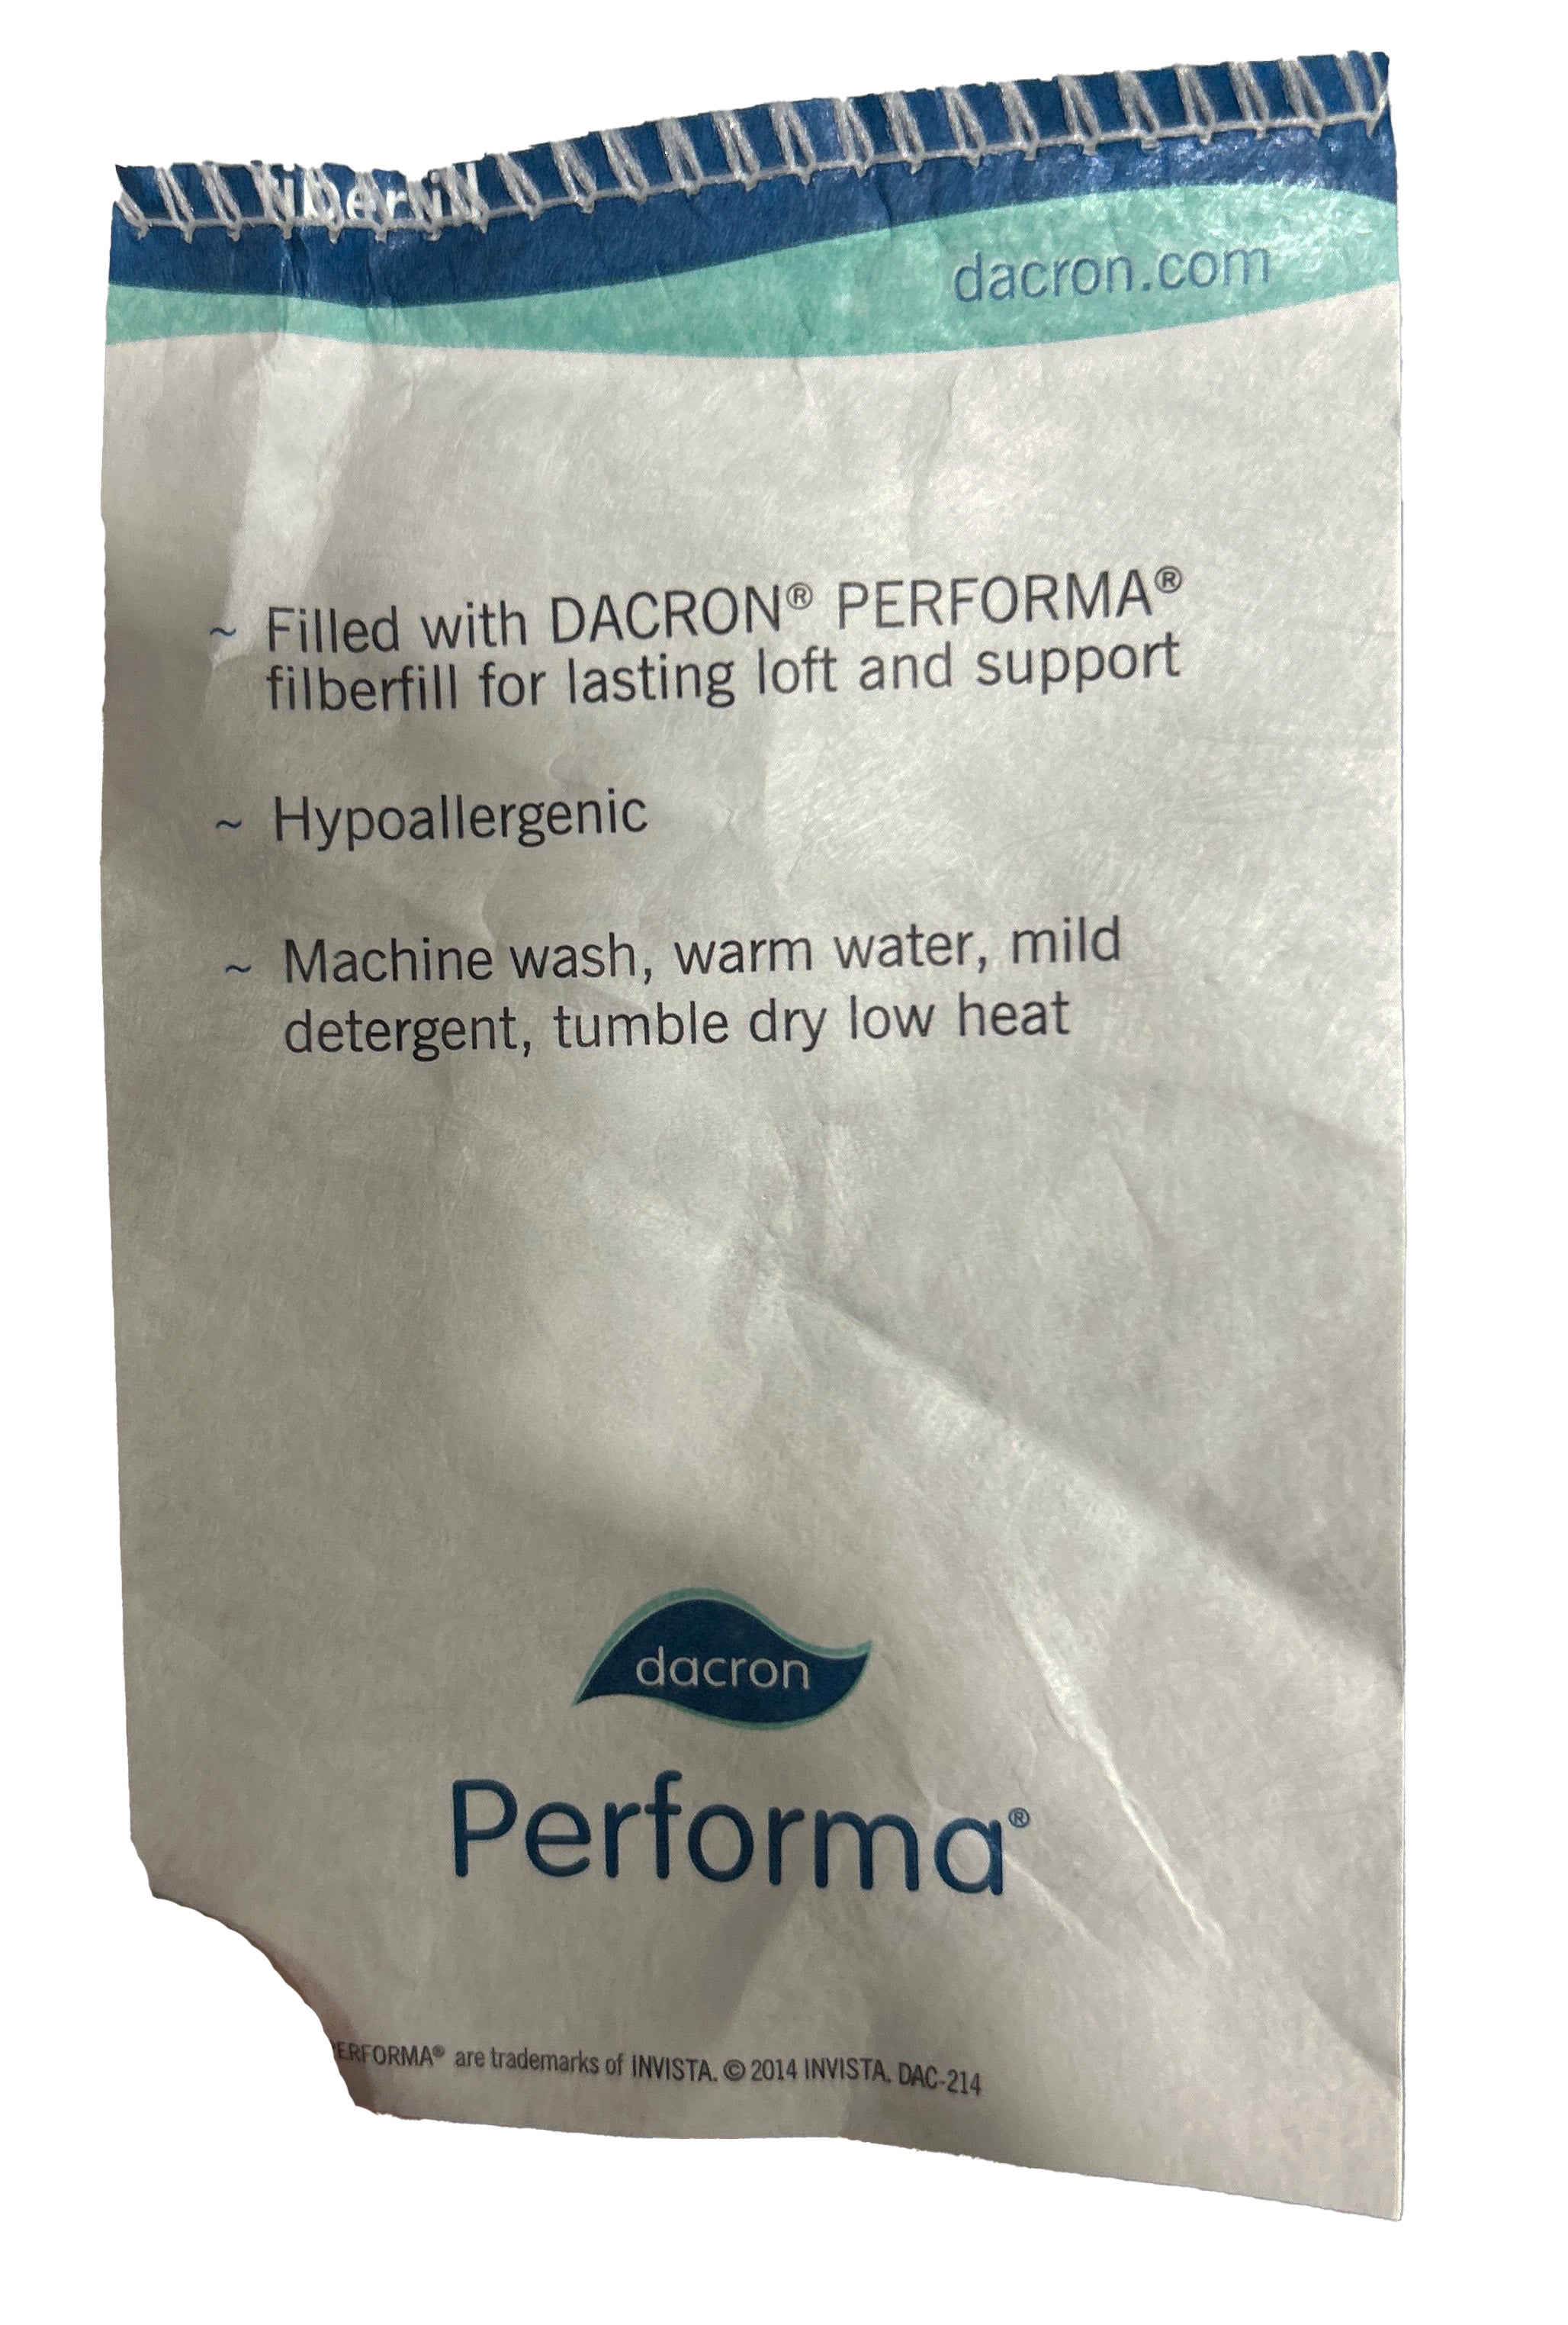 dacron.com
~ Filled with DACRON® PERFORMA®
filberfill for lasting loft and support
~ Hypoallergenic
~ Machine wash, warm water, mild
detergent, tumble dry low heat
dacron
Performa®
ERFORMA® are trademarks of INVISTA. © 2014 INVISTA. DAC-214